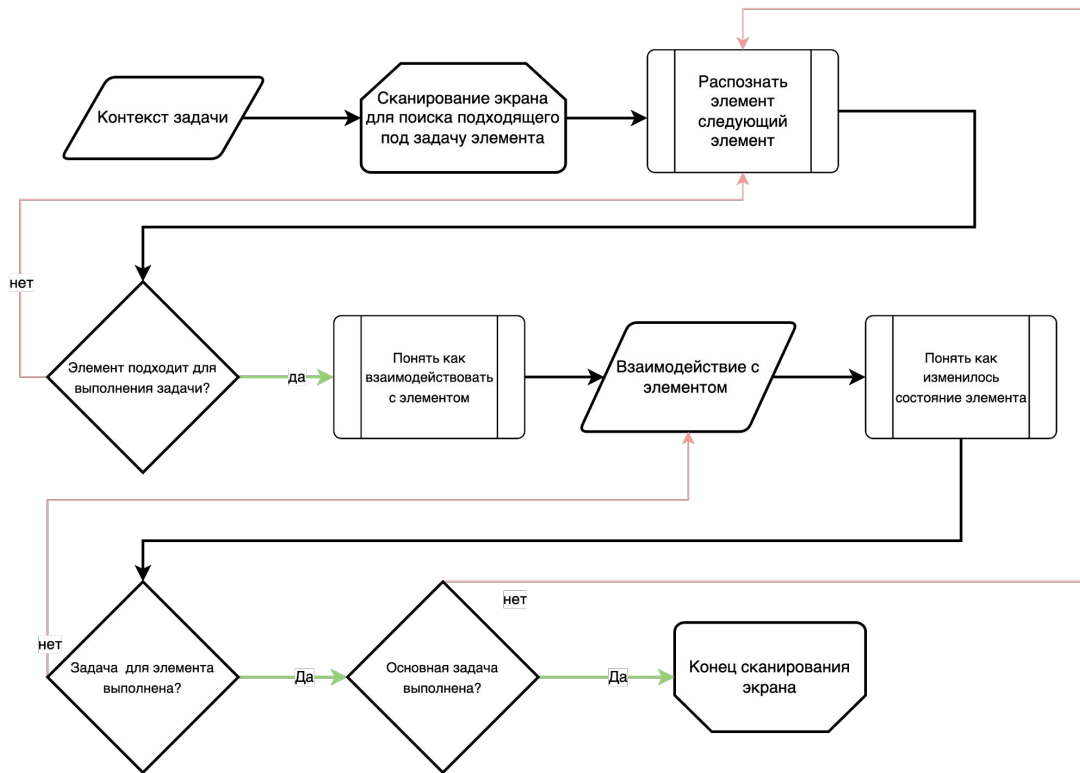 Контекст задачи
Сканирование экрана
для поиска подходящего
под задачу элемента
Распознать
элемент
следующий
элемент
нет
Элемент подходит для
выполнения задачи?
да
Понять как
взаимодействовать
с элементом
Взаимодействие с
элементом
Понять как
изменилось
состояние элемента
нет
Задача для элемента
выполнена?
Да
Основная задача
выполнена?
нет
Да
Конец сканирования
экрана